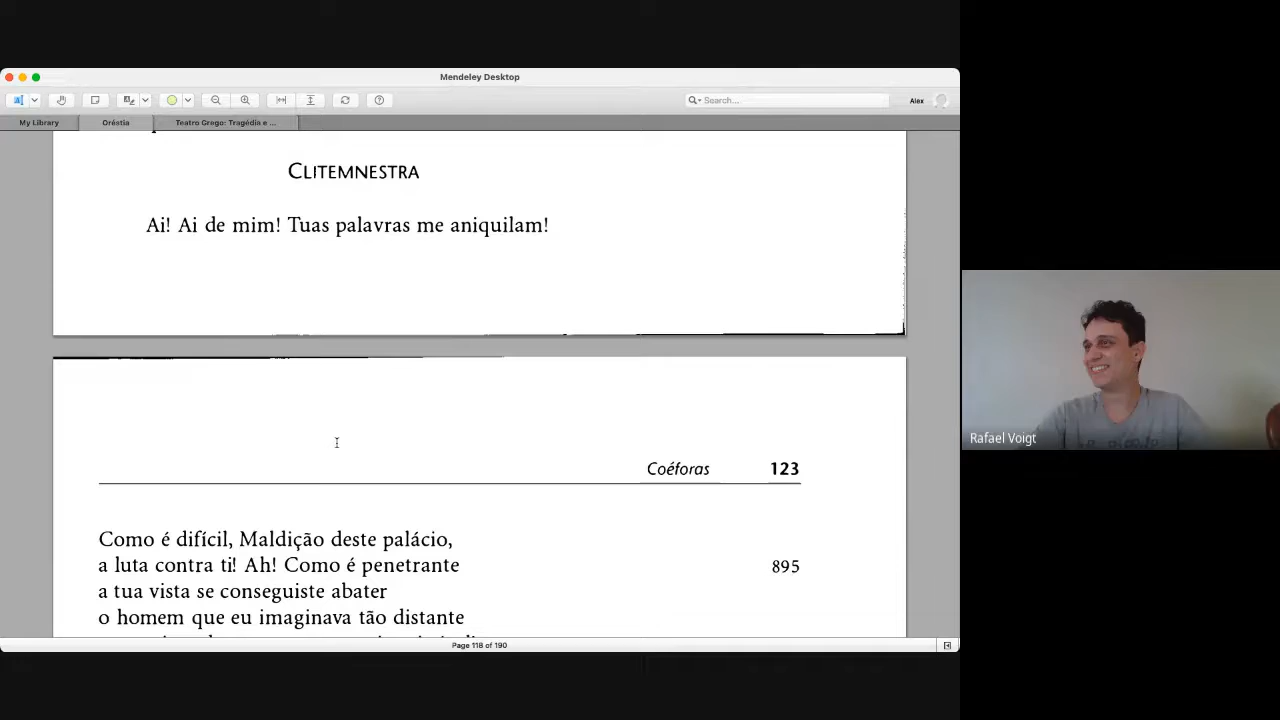 Mendeley Desktop
Search...
Alex
My Library
Oréstia
Teatro Grego: Tragédia e ...
CLITEMNESTRA
Ai! Ai de mim! Tuas palavras me aniquilam!
Coéforas 123
Como é difícil, Maldição deste palácio,
a luta contra ti! Ah! Como é penetrante 895
a tua vista se conseguiste abater
o homem que eu imaginava tão distante
Page 118 of 190
Rafael Voigt